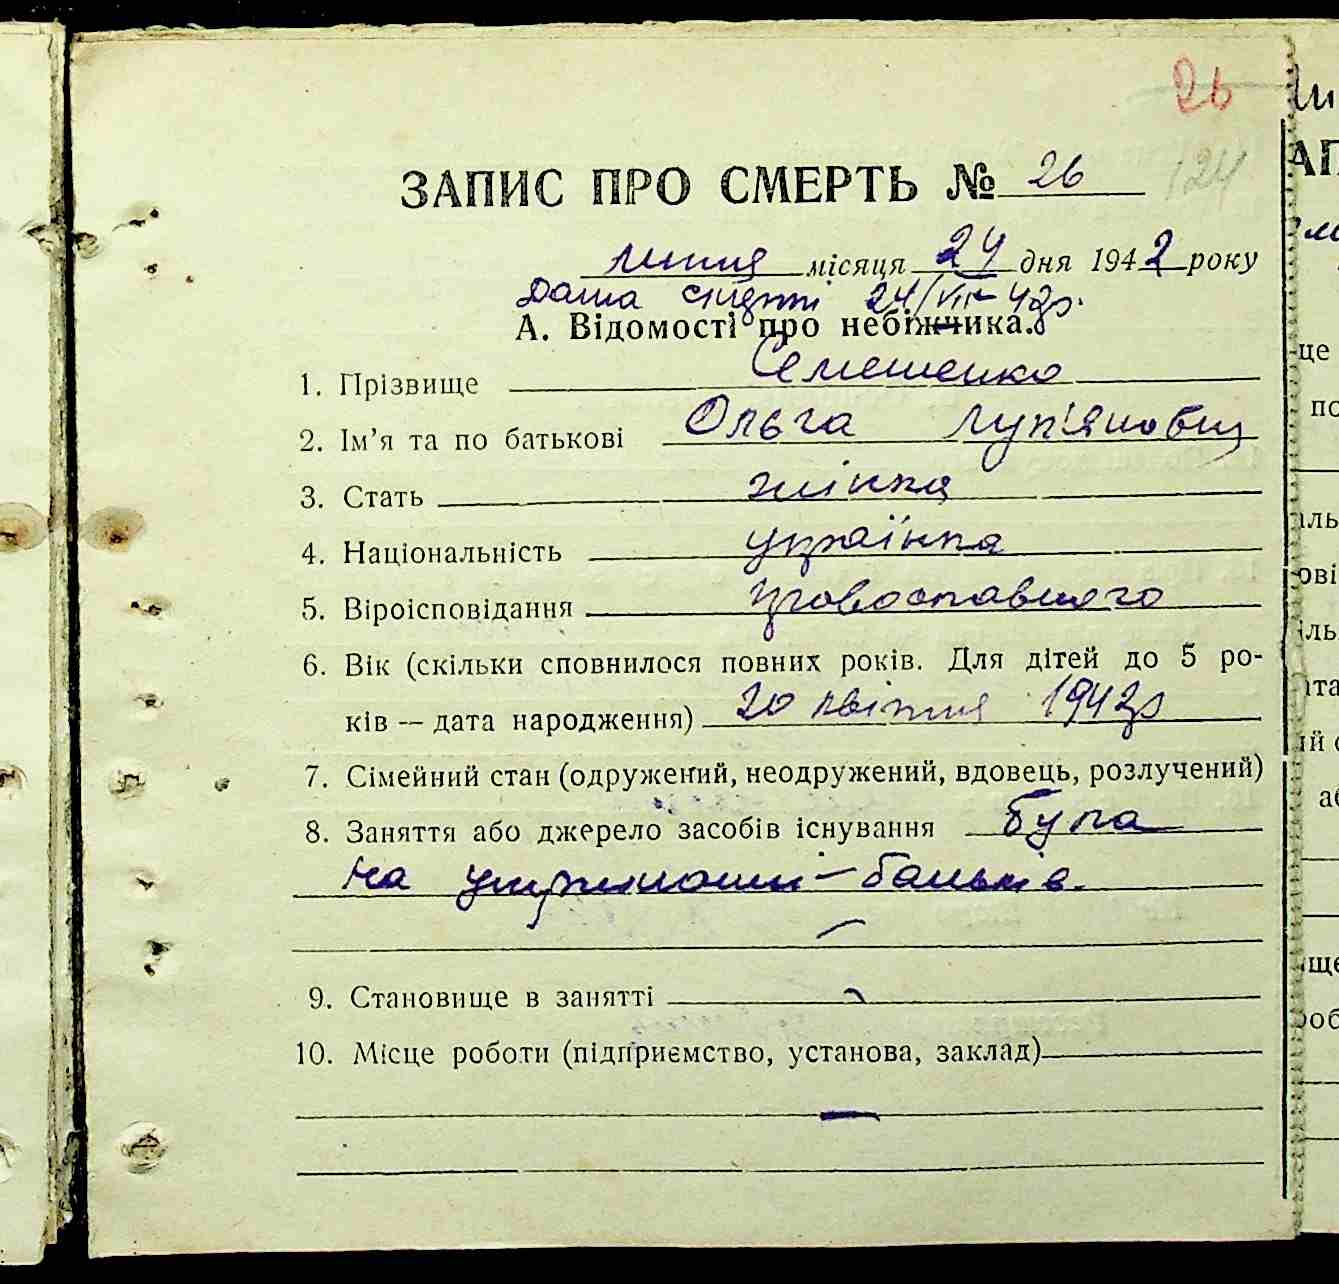 26
ЗАПИС ПРО СМЕРТЬ № 26 124
липня місяця 24 дня 1942 року
Дата смерті 24/VII-42р.
А. Відомості про небіжчика.
1. Прізвище Семешенко
2. Ім'я та по батькові Ольга Луп'яновна
3. Стать жінка
4. Національність українка
5. Віроісповідання православного
6. Вік (скільки сповнилося повних років. Для дітей до 5 ро-
ків — дата народження) 20 квітня 1942р
7. Сімейний стан (одружений, неодружений, вдовець, розлучений)
8. Заняття або джерело засобів існування була
на утриманні батьків.
9. Становище в занятті
10. Місце роботи (підприємство, установа, заклад)